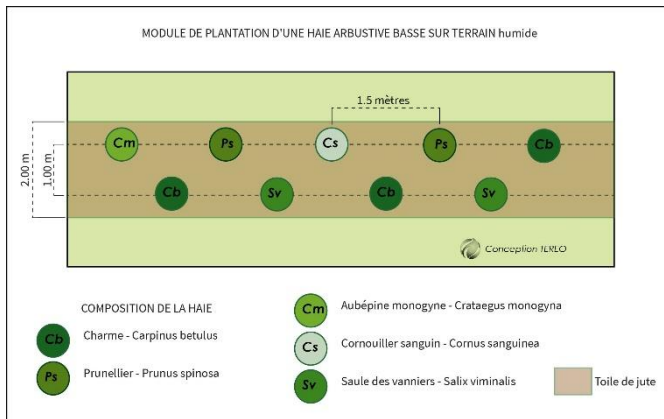 MODULE DE PLANTATION D'UNE HAIE ARBUSTIVE BASSE SUR TERRAIN humide
1.5 mètres
2.00 m
1.00 m
Cm Ps Cs Ps Cb
Cb Sv Cb Sv
Conception IERLO
COMPOSITION DE LA HAIE
Cb Charme - Carpinus betulus
Ps Prunellier - Prunus spinosa
Cm Aubépine monogyne - Crataegus monogyna
Cs Cornouiller sanguin - Cornus sanguinea
Sv Saule des vanniers - Salix viminalis
Toile de jute